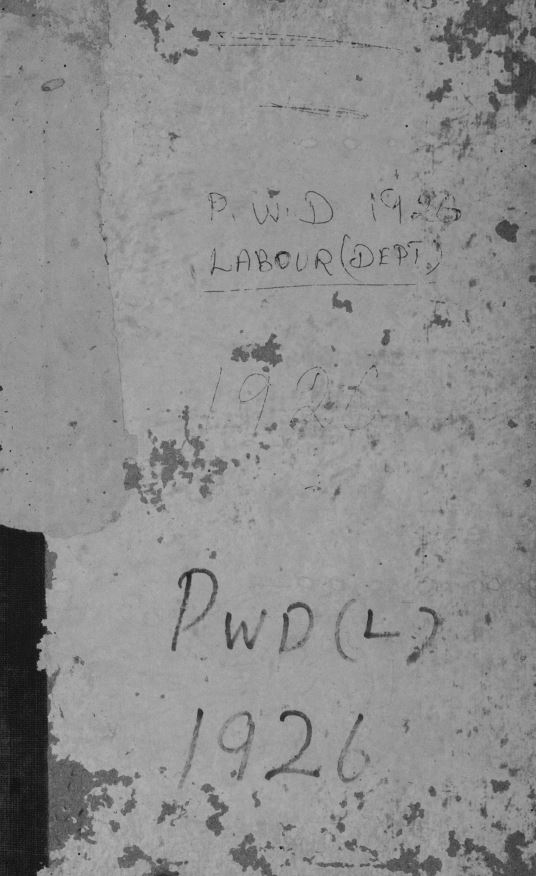 P. W. D 1926
LABOUR (DEPT.)
1926
PWD (L)
1926